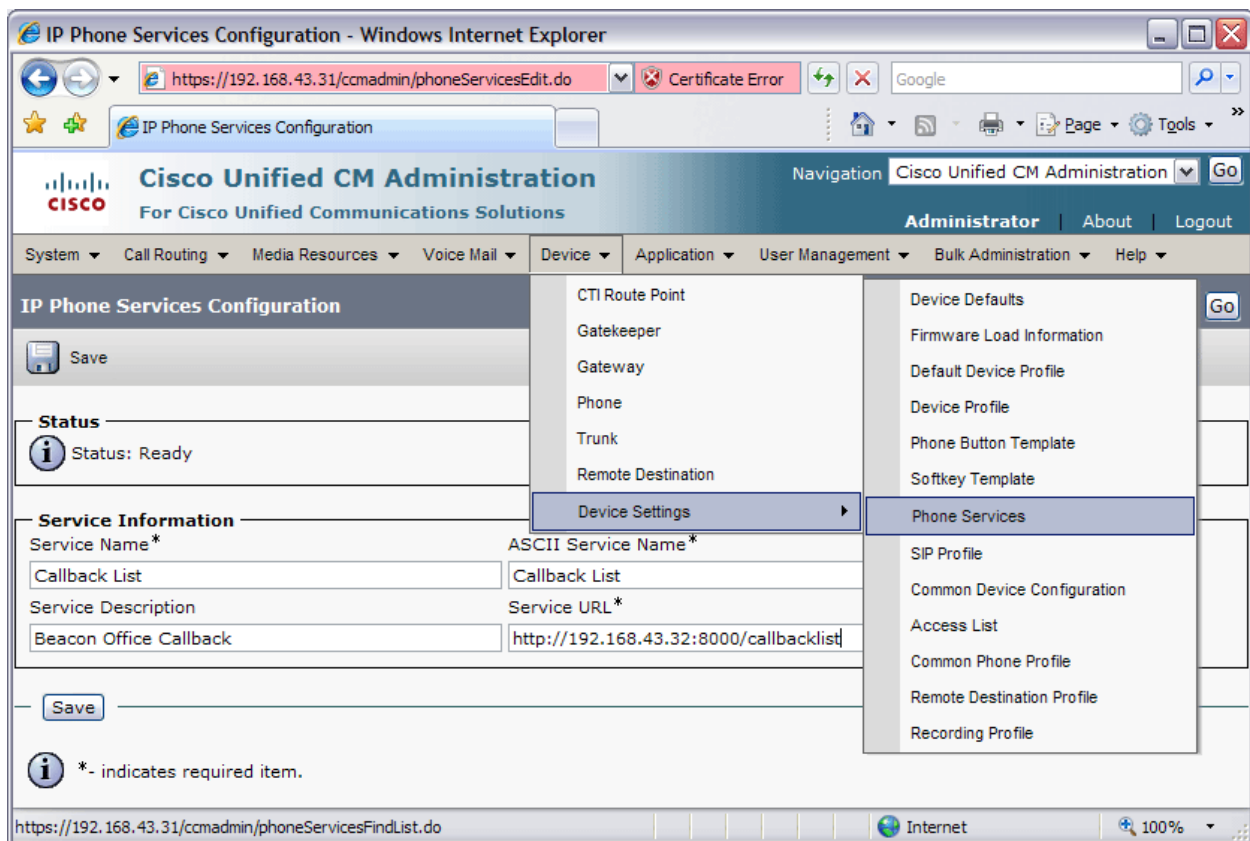 IP Phone Services Configuration - Windows Internet Explorer
https://192.168.43.31/ccmadmin/phoneServicesEdit.do
Certificate Error
Google
IP Phone Services Configuration
Page
Tools
»
CISCO
Cisco Unified CM Administration
For Cisco Unified Communications Solutions
Navigation
Cisco Unified CM Administration
Go
Administrator | About | Logout
System
Call Routing
Media Resources
Voice Mail
Device
Application
User Management
Bulk Administration
Help
IP Phone Services Configuration
Go
Save
Status
Status: Ready
Service Information
Service Name*
ASCII Service Name*
Callback List
Callback List
Service Description
Service URL*
Beacon Office Callback
http://192.168.43.32:8000/callbacklist
Save
*- indicates required item.
CTI Route Point
Gatekeeper
Gateway
Phone
Trunk
Remote Destination
Device Settings
Device Defaults
Firmware Load Information
Default Device Profile
Device Profile
Phone Button Template
Softkey Template
Phone Services
SIP Profile
Common Device Configuration
Access List
Common Phone Profile
Remote Destination Profile
Recording Profile
https://192.168.43.31/ccmadmin/phoneServicesFindList.do
Internet
100%